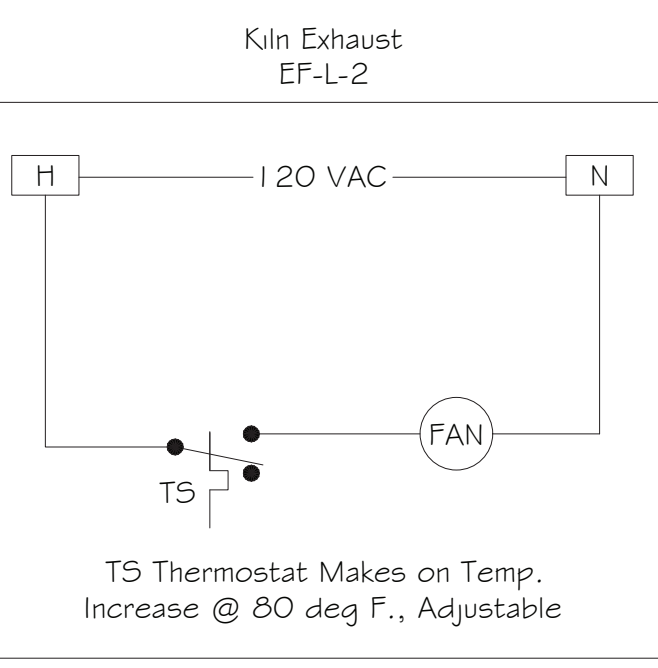 Kiln Exhaust
EF-L-2
H 120 VAC N
FAN
TS
TS Thermostat Makes on Temp.
Increase @ 80 deg F., Adjustable